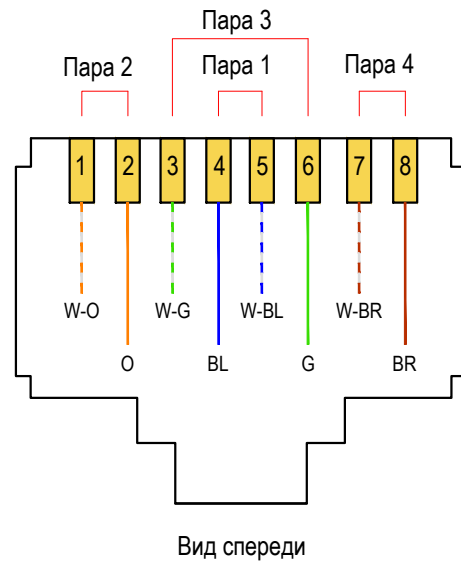 Пара 3
Пара 2 Пара 1 Пара 4
1 2 3 4 5 6 7 8
W-O W-G W-BL W-BR
O BL G BR
Вид спереди